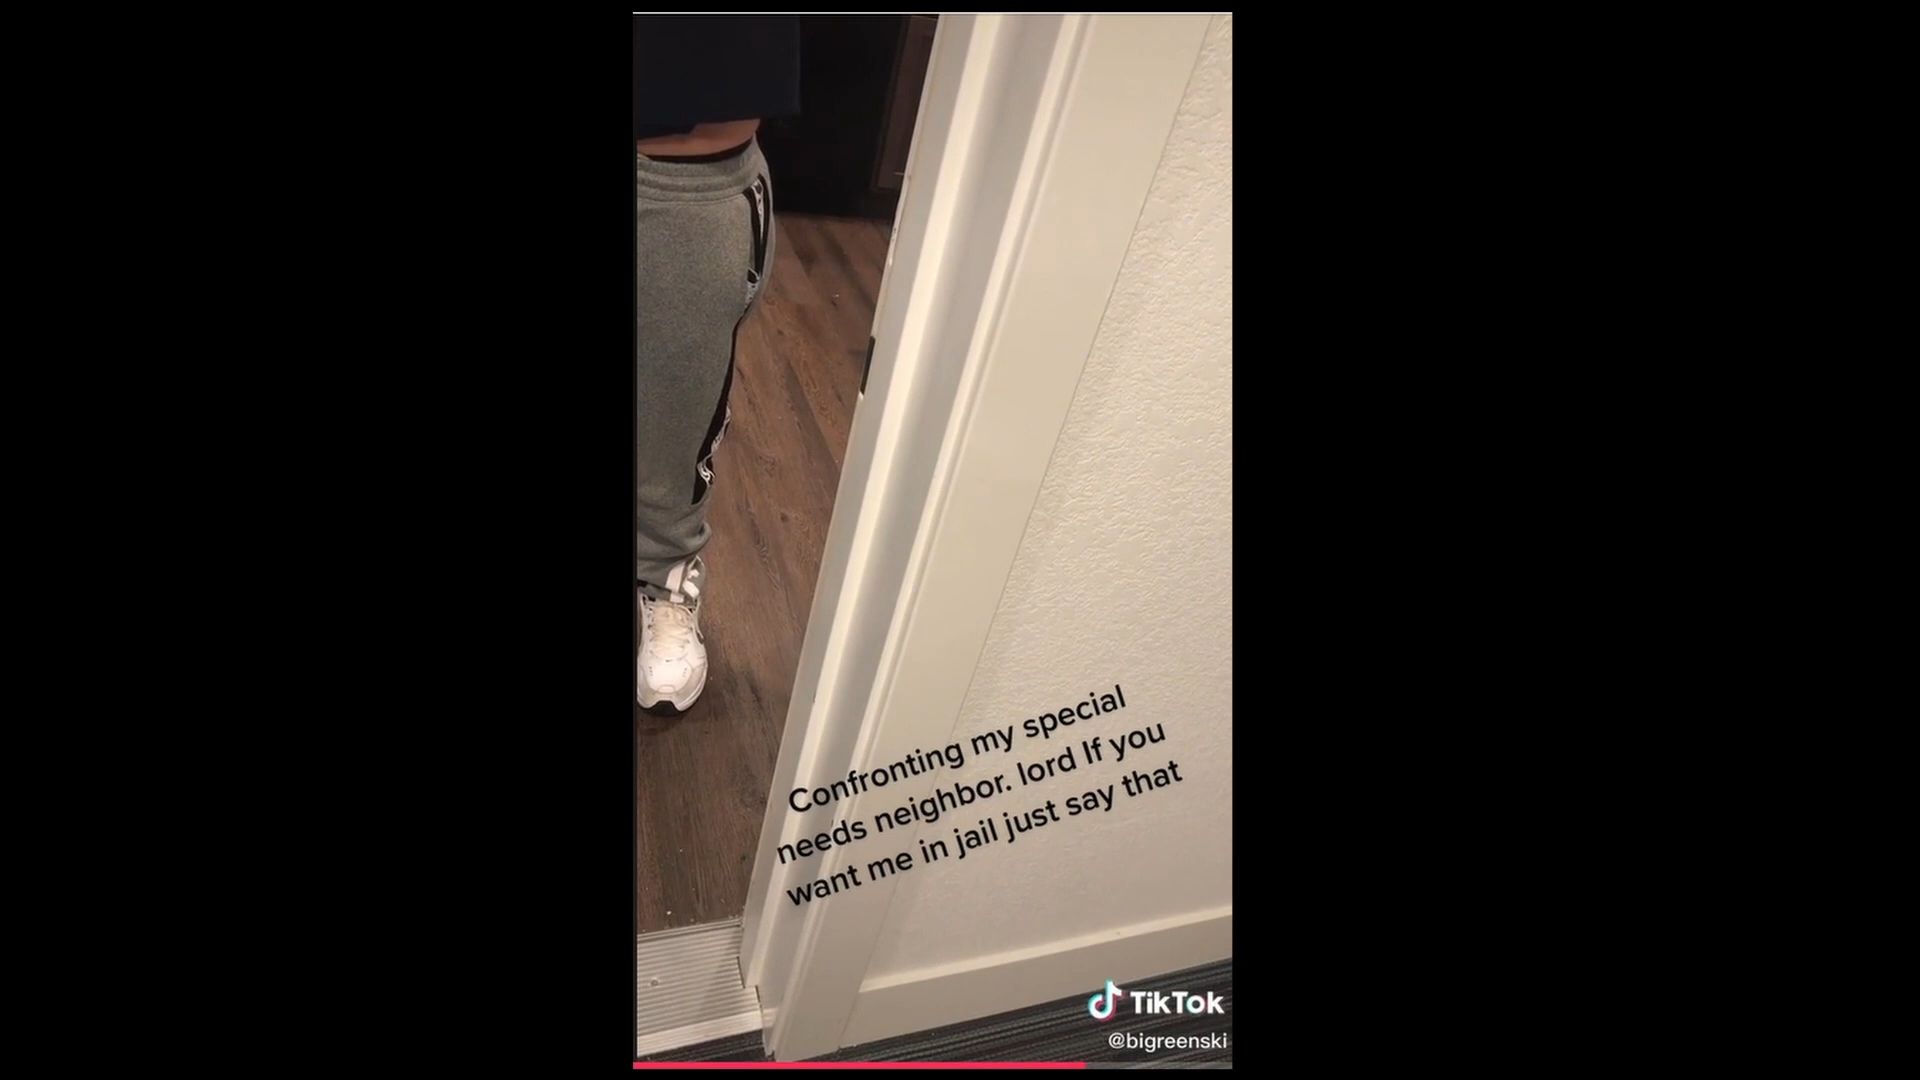 Confronting my special
needs neighbor. lord If you
want me in jail just say that
TikTok
@bigreenski